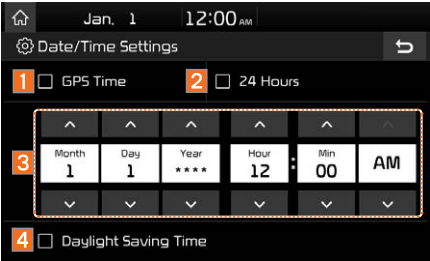 Jan. 1 12:00 AM
Date/Time Settings
1 GPS Time 2 24 Hours
Month Day Year Hour Min
3 1 1 **** 12 : 00 AM
4 Daylight Saving Time